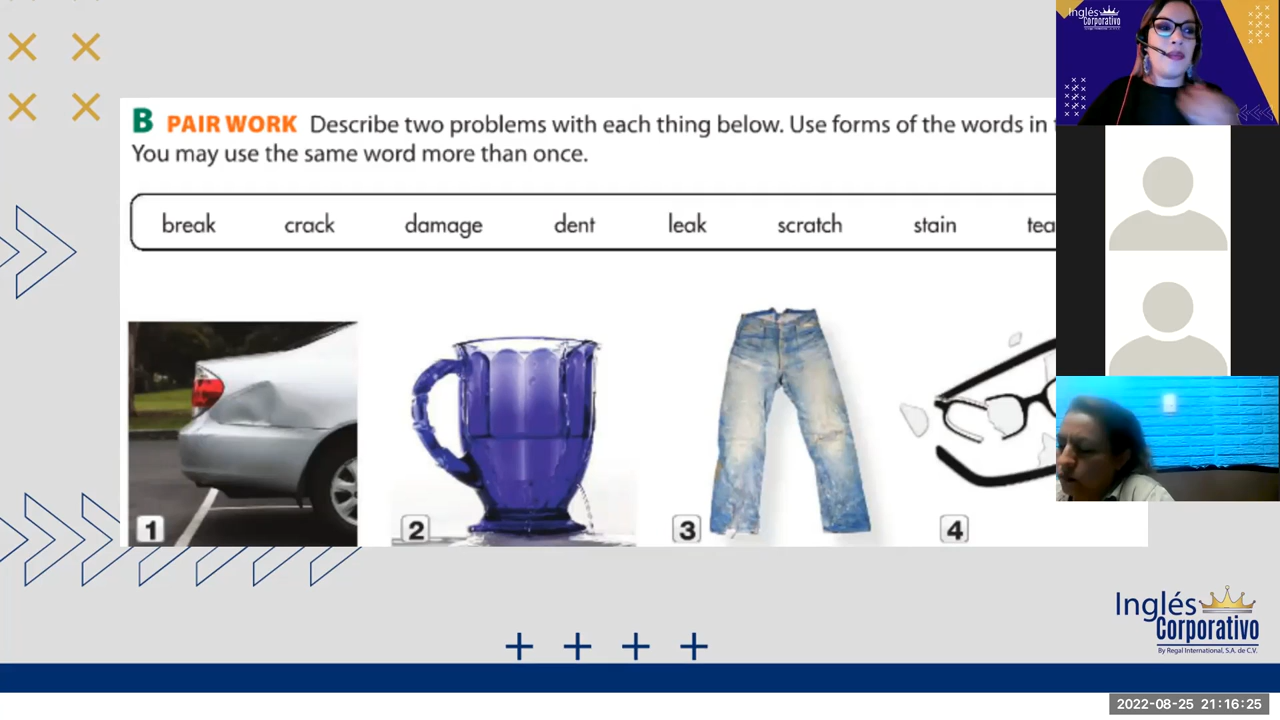 B PAIR WORK Describe two problems with each thing below. Use forms of the words in
You may use the same word more than once.
break crack damage dent leak scratch stain
1 2 3 4
Inglés
Corporativo
Inglés
Corporativo
By Regal International, S.A. de C.V.
2022-08-25 21:16:25